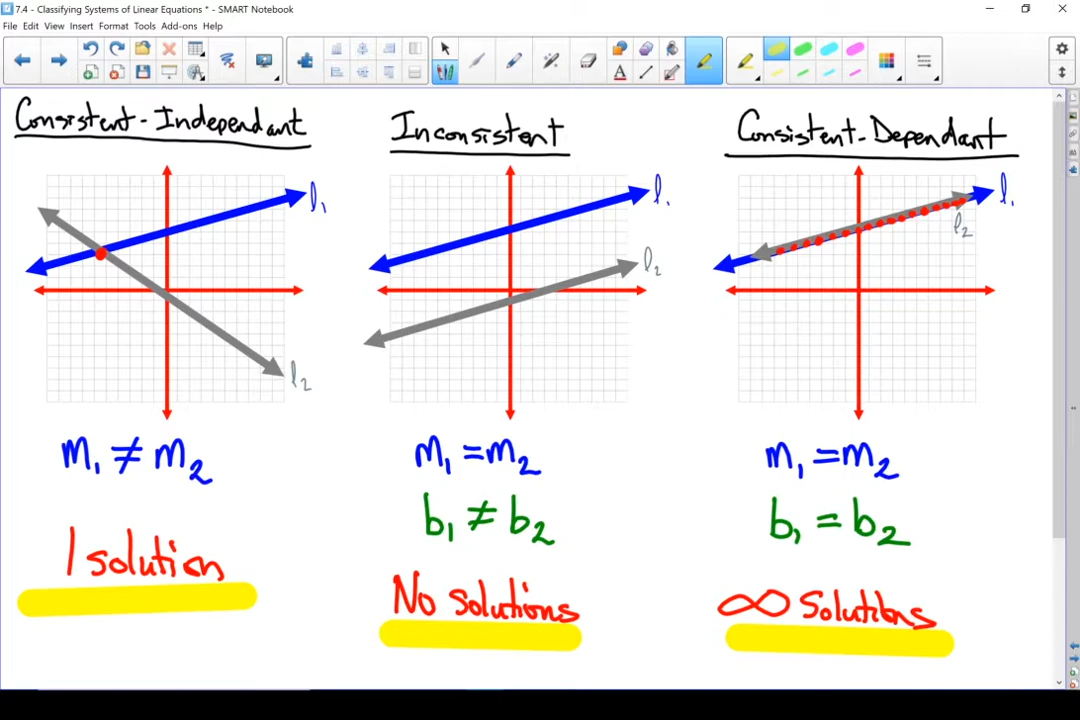 7.4 - Classifying Systems of Linear Equations * - SMART Notebook
File Edit View Insert Format Tools Add-ons Help
Consistent-Independant
l₁
l₂
m₁ ≠ m₂
1 solution
Inconsistent
l₁
l₂
m₁ = m₂
b₁ ≠ b₂
No solutions
Consistent-Dependant
l₁
l₂
m₁ = m₂
b₁ = b₂
∞ Solutions